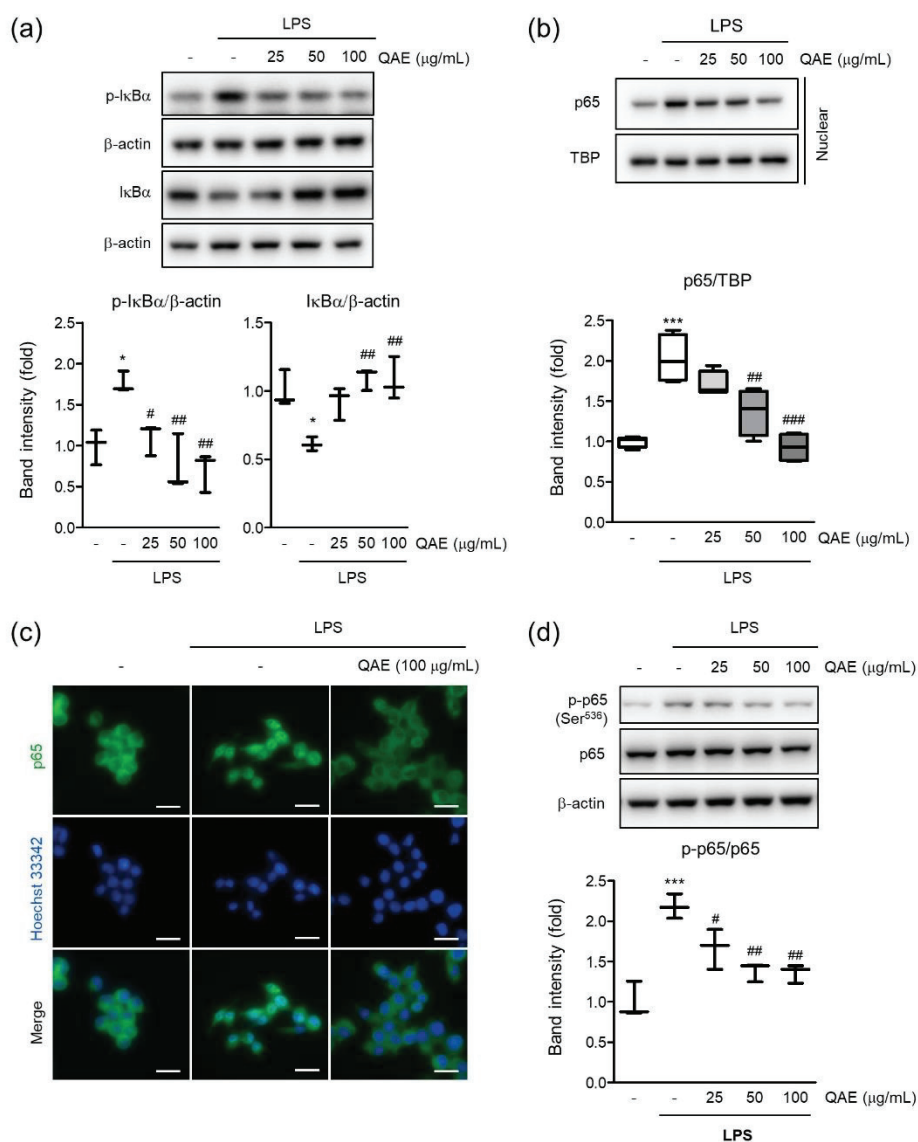 (a)
LPS
- - 25 50 100 QAE (μg/mL)
p-IκBα
β-actin
IκBα
β-actin
p-IκBα/β-actin
Band intensity (fold)
2.5
2.0
1.5
1.0
0.5
0.0
*
#
##
##
- - 25 50 100
LPS
IκBα/β-actin
1.5
1.0
0.5
0.0
*
##
##
- - 25 50 100 QAE (μg/mL)
LPS
(b)
LPS
- - 25 50 100 QAE (μg/mL)
p65
TBP
Nuclear
p65/TBP
Band intensity (fold)
2.5
2.0
1.5
1.0
0.5
0.0
***
##
###
- - 25 50 100 QAE (μg/mL)
LPS
(c)
LPS
- - QAE (100 μg/mL)
p65
Hoechst 33342
Merge
(d)
LPS
- - 25 50 100 QAE (μg/mL)
p-p65
(Ser⁵³⁶)
p65
β-actin
p-p65/p65
Band intensity (fold)
2.5
2.0
1.5
1.0
0.5
0.0
***
#
##
##
- - 25 50 100 QAE (μg/mL)
LPS